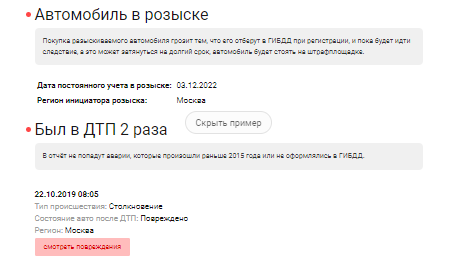 Автомобиль в розыске
Покупка разыскиваемого автомобиля грозит тем, что его отберут в ГИБДД при регистрации, и пока будет идти
следствие, а это может затянуться на долгий срок, автомобиль будет стоять на штрафплощадке.
Дата постоянного учета в розыске: 03.12.2022
Регион инициатора розыска: Москва
Скрыть пример
Был в ДТП 2 раза
В отчёт не попадут аварии, которые произошли раньше 2015 года или не оформлялись в ГИБДД.
22.10.2019 08:05
Тип происшествия: Столкновение
Состояние авто после ДТП: Повреждено
Регион: Москва
смотреть повреждения